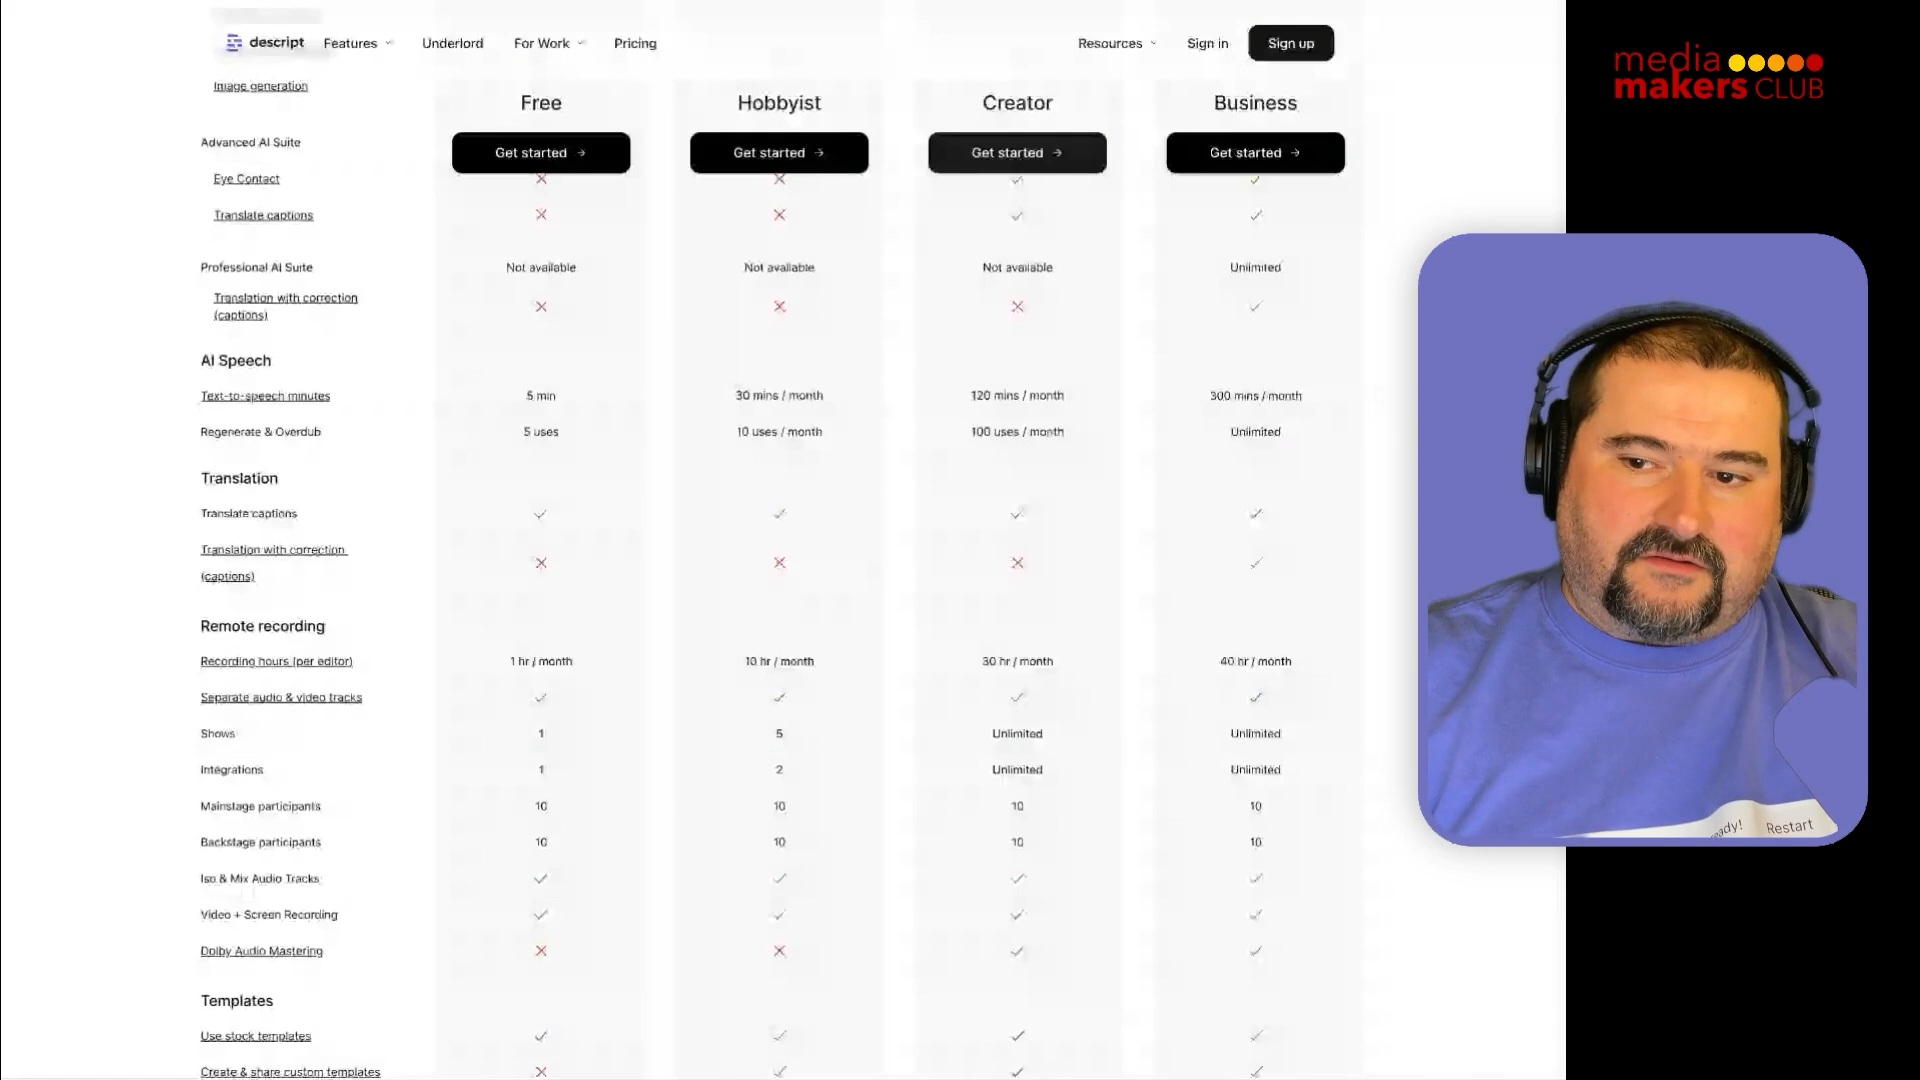 descript Features Underlord For Work Pricing Resources Sign in Sign up
media
makers CLUB
Image generation
Free Hobbyist Creator Business
Get started → Get started → Get started → Get started →
Advanced AI Suite
Eye Contact
Translate captions
Professional AI Suite Not available Not available Not available Unlimited
Translation with correction
(captions)
AI Speech
Text-to-speech minutes 5 min 30 mins / month 120 mins / month 300 mins / month
Regenerate & Overdub 5 uses 10 uses / month 100 uses / month Unlimited
Translation
Translate captions
Translation with correction
(captions)
Remote recording
Recording hours (per editor) 1 hr / month 10 hr / month 30 hr / month 40 hr / month
Separate audio & video tracks
Shows 1 5 Unlimited Unlimited
Integrations 1 2 Unlimited Unlimited
Mainstage participants 10 10 10 10
Backstage participants 10 10 10 10
Iso & Mix Audio Tracks
Video + Screen Recording
Dolby Audio Mastering
Templates
Use stock templates
Create & share custom templates
Restart